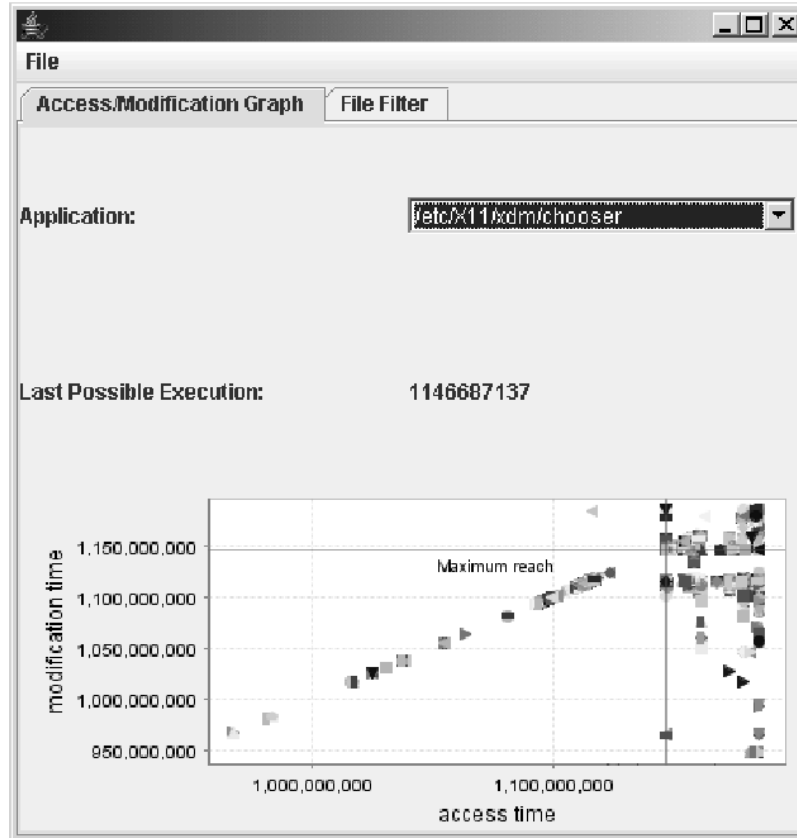 File
Access/Modification Graph File Filter
Application: /etc/X11/xdm/chooser
Last Possible Execution: 1146687137
modification time
1,150,000,000
Maximum reach
1,100,000,000
1,050,000,000
1,000,000,000
950,000,000
1,000,000,000 1,100,000,000
access time